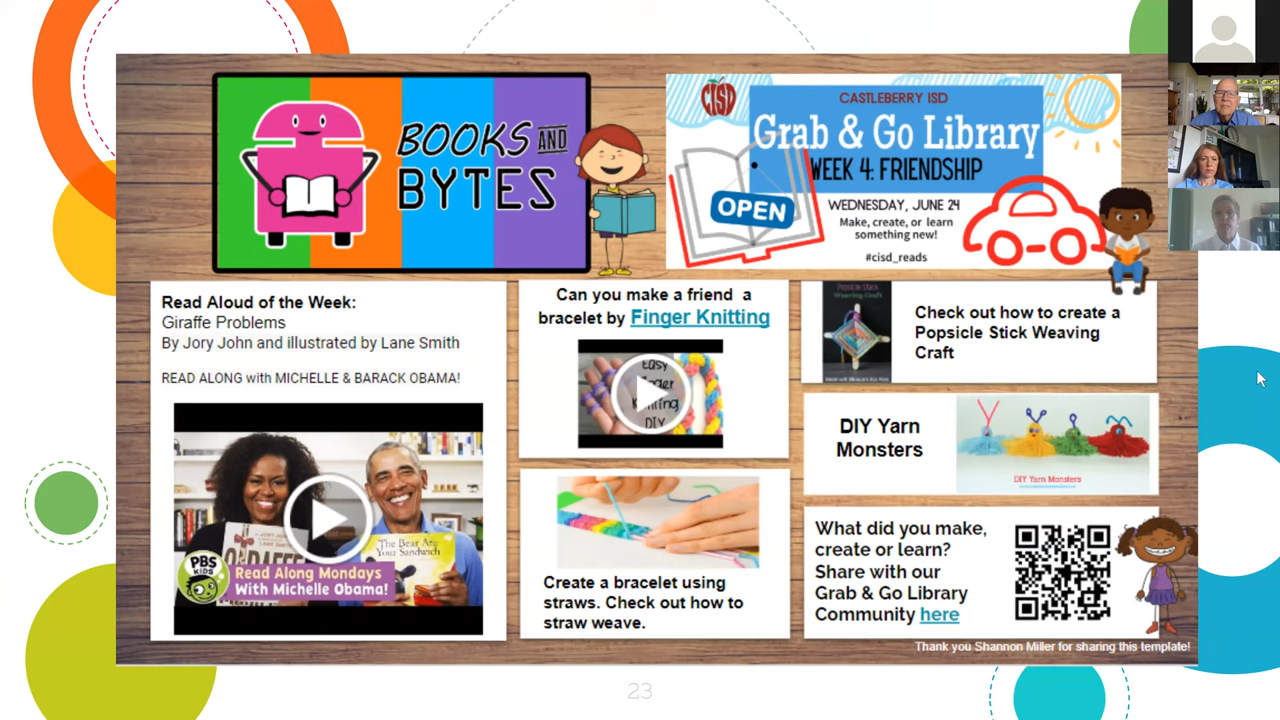 BOOKS AND
BYTES
CISD
CASTLEBERRY ISD
Grab & Go Library
WEEK 4: FRIENDSHIP
OPEN
WEDNESDAY, JUNE 24
Make, create, or learn
something new!
#cisd_reads
Read Aloud of the Week:
Giraffe Problems
By Jory John and illustrated by Lane Smith
READ ALONG with MICHELLE & BARACK OBAMA!
The Bear Ate
Your Sandwich
PBS
KIDS
Read Along Mondays
With Michelle Obama!
Can you make a friend a
bracelet by Finger Knitting
Easy
Finger
Knitting
DIY
Create a bracelet using
straws. Check out how to
straw weave.
Popsicle Stick
Weaving Craft
Check out how to create a
Popsicle Stick Weaving
Craft
DIY Yarn
Monsters
DIY Yarn Monsters
What did you make,
create or learn?
Share with our
Grab & Go Library
Community here
Thank you Shannon Miller for sharing this template!
23